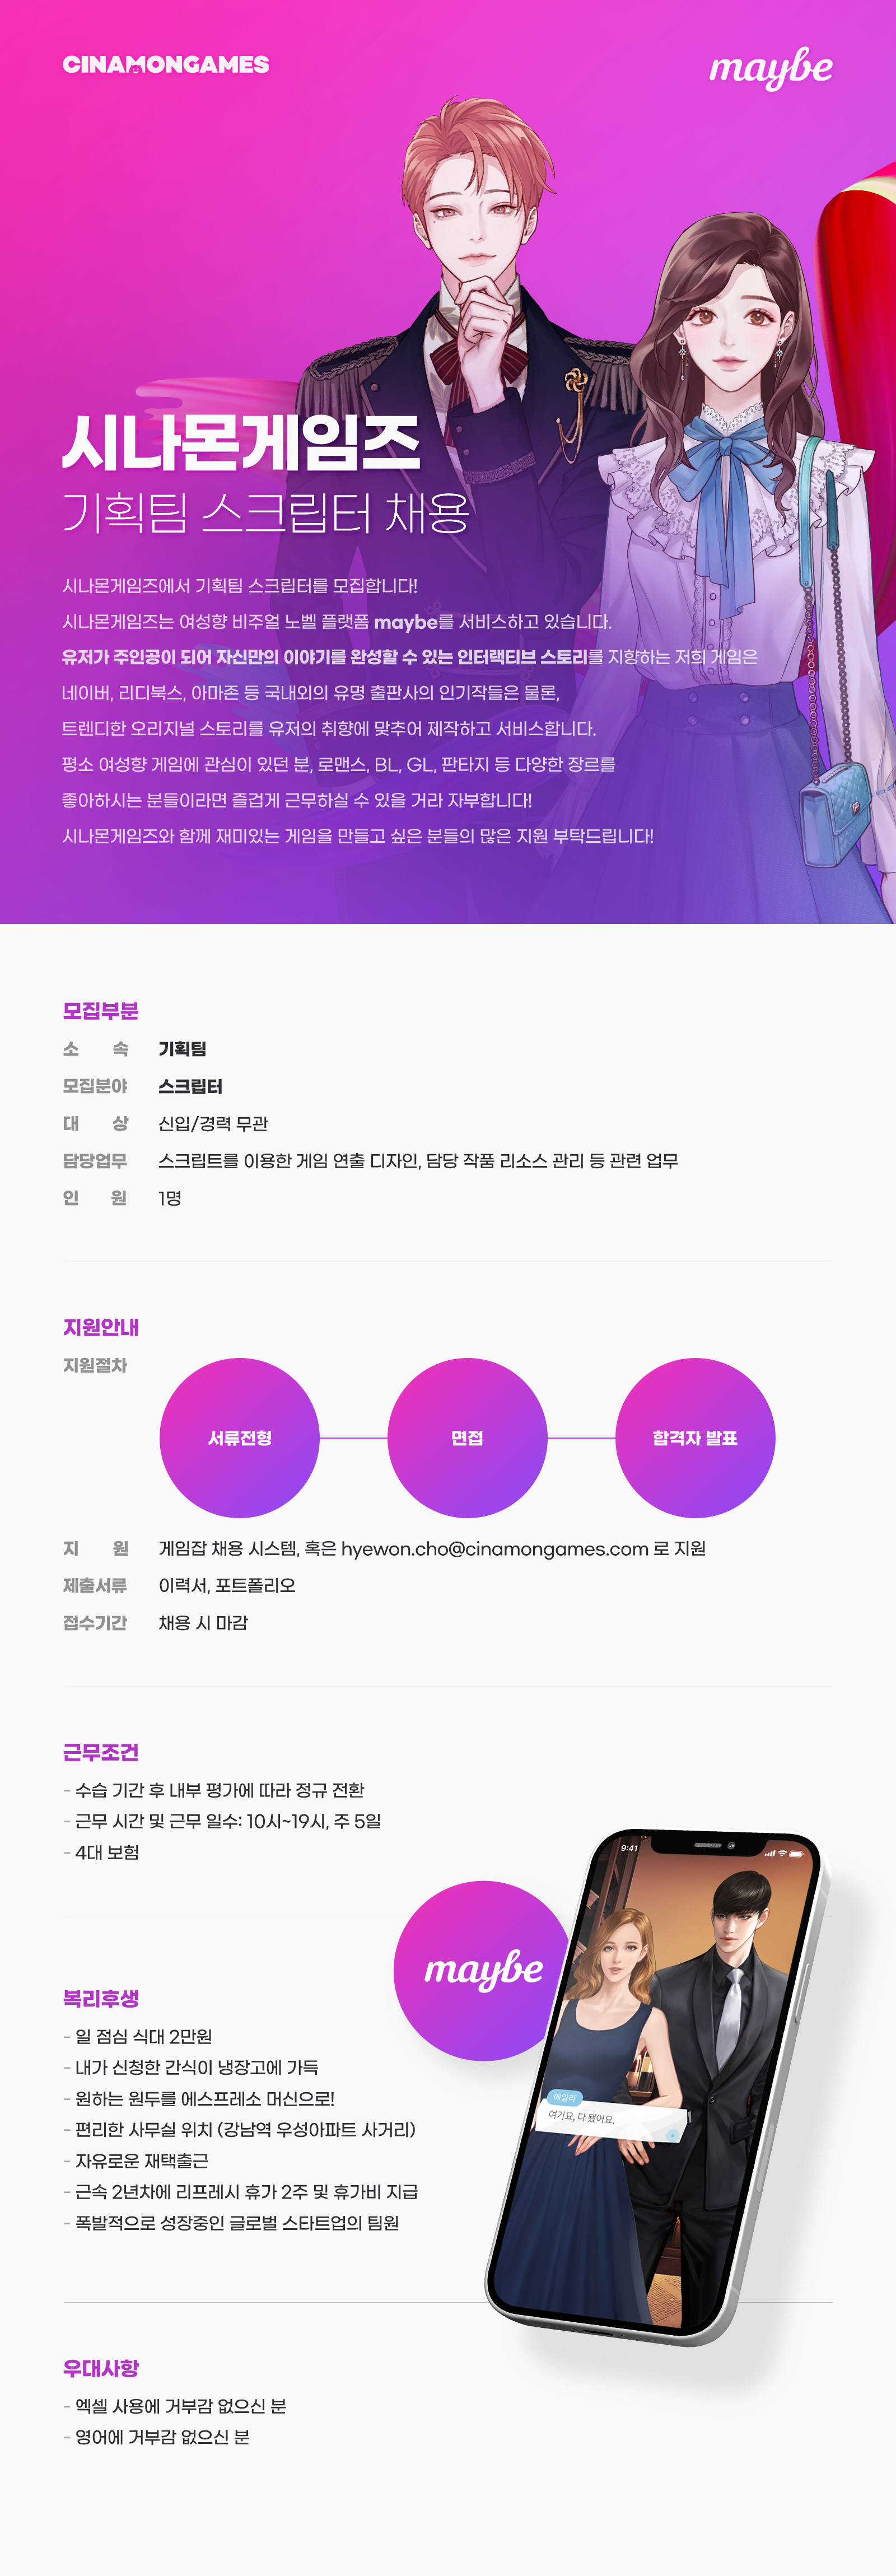 CINAMONGAMES
maybe
시나몬게임즈
기획팀 스크립터 채용
시나몬게임즈에서 기획팀 스크립터를 모집합니다!
시나몬게임즈는 여성향 비주얼 노벨 플랫폼 maybe를 서비스하고 있습니다.
유저가 주인공이 되어 자신만의 이야기를 완성할 수 있는 인터랙티브 스토리를 지향하는 저희 게임은
네이버, 리디북스, 아마존 등 국내외의 유명 출판사의 인기작들은 물론,
트렌디한 오리지널 스토리를 유저의 취향에 맞추어 제작하고 서비스합니다.
평소 여성향 게임에 관심이 있던 분, 로맨스, BL, GL, 판타지 등 다양한 장르를
좋아하시는 분들이라면 즐겁게 근무하실 수 있을 거라 자부합니다!
시나몬게임즈와 함께 재미있는 게임을 만들고 싶은 분들의 많은 지원 부탁드립니다!
모집부분
소 속 기획팀
모집분야 스크립터
대 상 신입/경력 무관
담당업무 스크립트를 이용한 게임 연출 디자인, 담당 작품 리소스 관리 등 관련 업무
인 원 1명
지원안내
지원절차
서류전형 면접 합격자 발표
지 원 게임잡 채용 시스템, 혹은 hyewon.cho@cinamongames.com 로 지원
제출서류 이력서, 포트폴리오
접수기간 채용 시 마감
근무조건
- 수습 기간 후 내부 평가에 따라 정규 전환
- 근무 시간 및 근무 일수: 10시~19시, 주 5일
- 4대 보험
9:41
maybe
복리후생
- 일 점심 식대 2만원
- 내가 신청한 간식이 냉장고에 가득
- 원하는 원두를 에스프레소 머신으로!
- 편리한 사무실 위치 (강남역 우성아파트 사거리)
- 자유로운 재택출근
- 근속 2년차에 리프레시 휴가 2주 및 휴가비 지급
- 폭발적으로 성장중인 글로벌 스타트업의 팀원
에밀리
여기요, 다 됐어요.
우대사항
- 엑셀 사용에 거부감 없으신 분
- 영어에 거부감 없으신 분